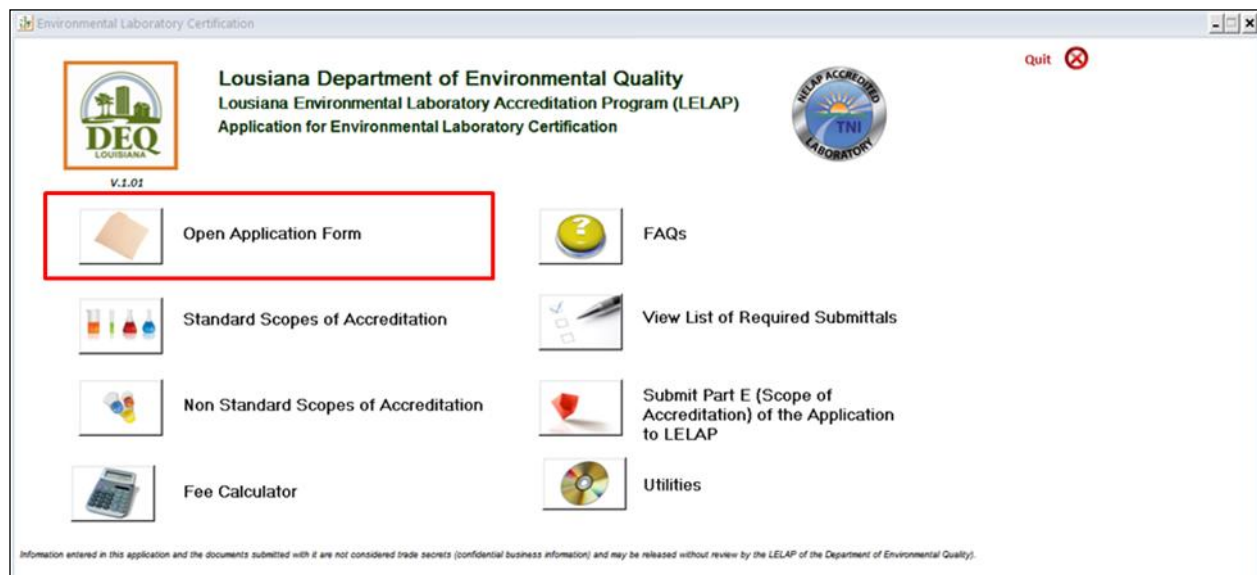 Environmental Laboratory Certification
Quit
Lousiana Department of Environmental Quality
Lousiana Environmental Laboratory Accreditation Program (LELAP)
Application for Environmental Laboratory Certification
DEQ
LOUISIANA
NELAP ACCREDITED
TNI
LABORATORY
V.1.01
Open Application Form
FAQs
Standard Scopes of Accreditation
View List of Required Submittals
Non Standard Scopes of Accreditation
Submit Part E (Scope of
Accreditation) of the Application
to LELAP
Fee Calculator
Utilities
Information entered in this application and the documents submitted with it are not considered trade secrets (confidential business information) and may be released without review by the LELAP of the Department of Environmental Quality).